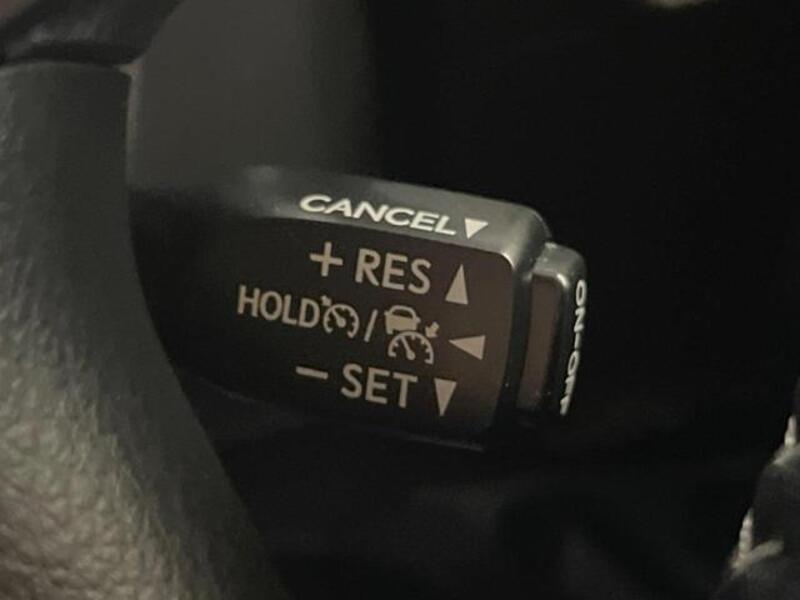 CANCEL▼
+ RES ▲
HOLD / ◀
− SET ▼
ON-OFF